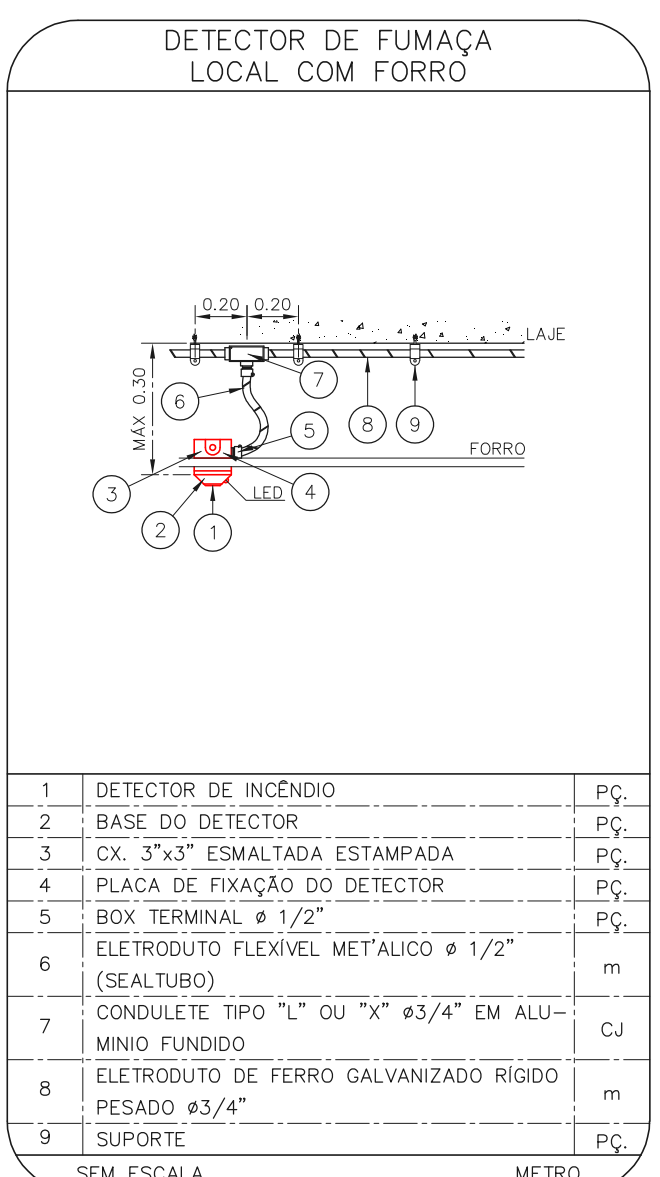 DETECTOR DE FUMAÇA
LOCAL COM FORRO
0.20 0.20
LAJE
MÁX 0.30
7
6
8
9
5
FORRO
3
LED
4
2
1
1 DETECTOR DE INCÊNDIO PÇ.
2 BASE DO DETECTOR PÇ.
3 CX. 3"x3" ESMALTADA ESTAMPADA PÇ.
4 PLACA DE FIXAÇÃO DO DETECTOR PÇ.
5 BOX TERMINAL ø 1/2" PÇ.
6 ELETRODUTO FLEXÍVEL MET'ALICO ø 1/2"
(SEALTUBO) m
7 CONDULETE TIPO "L" OU "X" ø3/4" EM ALU-
MINIO FUNDIDO CJ
8 ELETRODUTO DE FERRO GALVANIZADO RÍGIDO
PESADO ø3/4" m
9 SUPORTE PÇ.
SEM ESCALA METRO